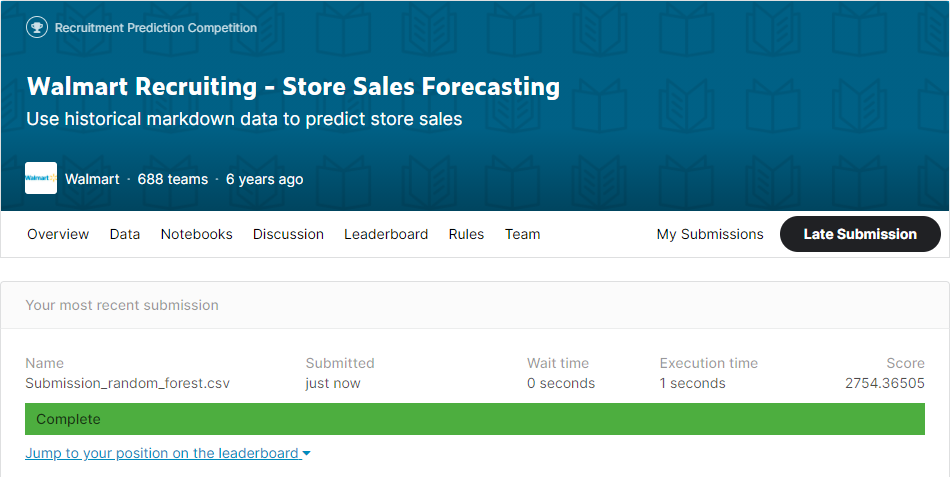 Recruitment Prediction Competition
Walmart Recruiting - Store Sales Forecasting
Use historical markdown data to predict store sales
Walmart
Walmart · 688 teams · 6 years ago
Overview Data Notebooks Discussion Leaderboard Rules Team My Submissions Late Submission
Your most recent submission
Name Submitted Wait time Execution time Score
Submission_random_forest.csv just now 0 seconds 1 seconds 2754.36505
Complete
Jump to your position on the leaderboard